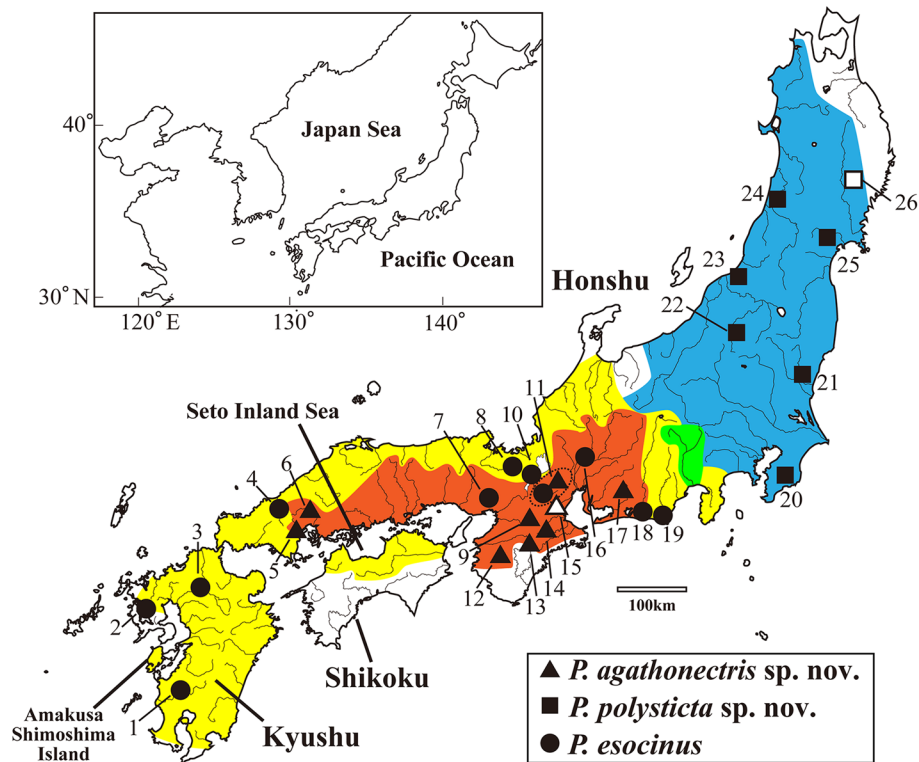 40°
30°N
120°E
130°
140°
Japan Sea
Pacific Ocean
Honshu
Seto Inland Sea
Shikoku
Kyushu
Amakusa
Shimoshima
Island
1
2
3
4
5
6
7
8
9
10
11
12
13
14
15
16
17
18
19
20
21
22
23
24
25
26
100km
P. agathonectris sp. nov.
P. polysticta sp. nov.
P. esocinus